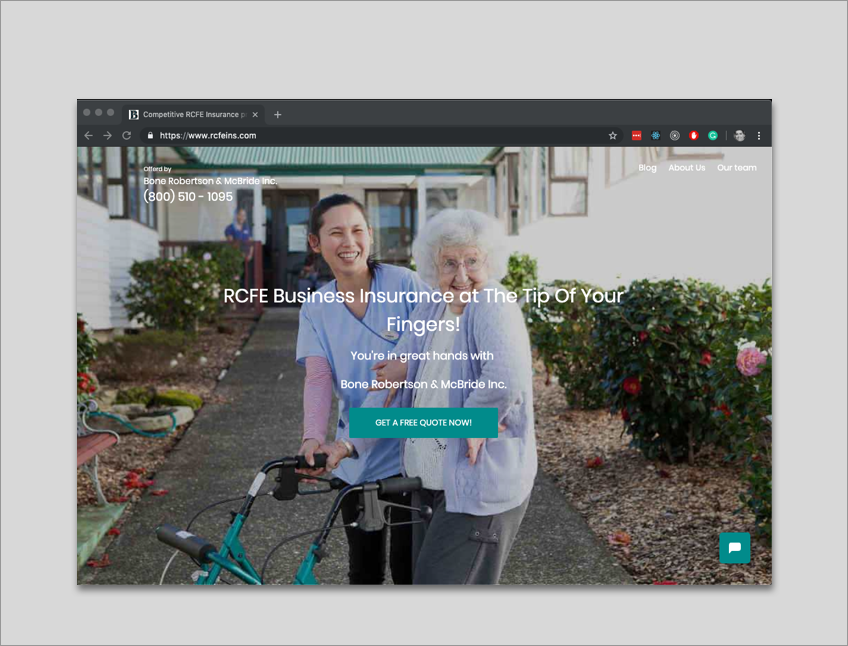 Competitive RCFE Insurance p
https://www.rcfeins.com
Offerd by
Bone Robertson & McBride Inc.
(800) 510 - 1095
Blog About Us Our team
RCFE Business Insurance at The Tip Of Your
Fingers!
You're in great hands with
Bone Robertson & McBride Inc.
GET A FREE QUOTE NOW!